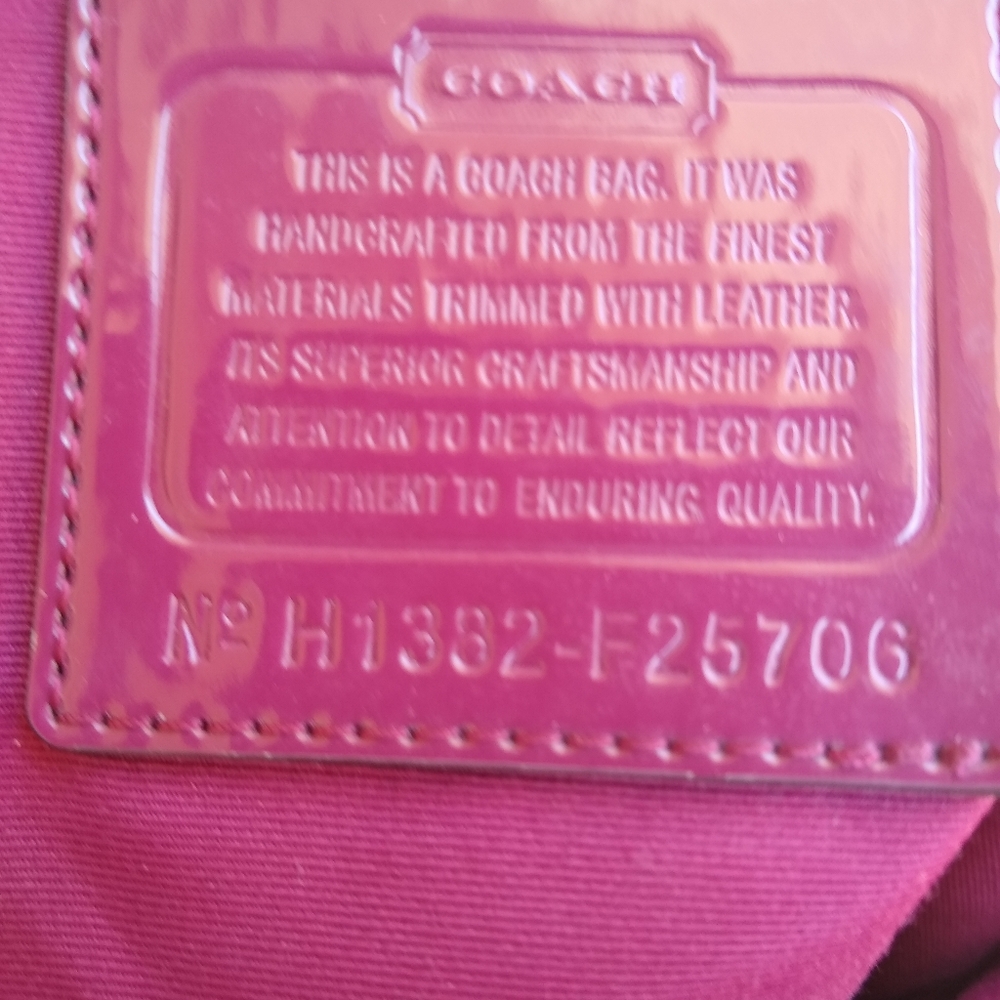 COACH
THIS IS A COACH BAG. IT WAS
HANDCRAFTED FROM THE FINEST
MATERIALS TRIMMED WITH LEATHER.
ITS SUPERIOR CRAFTSMANSHIP AND
ATTENTION TO DETAIL REFLECT OUR
COMMITMENT TO ENDURING QUALITY.
Nº H1382-F25706